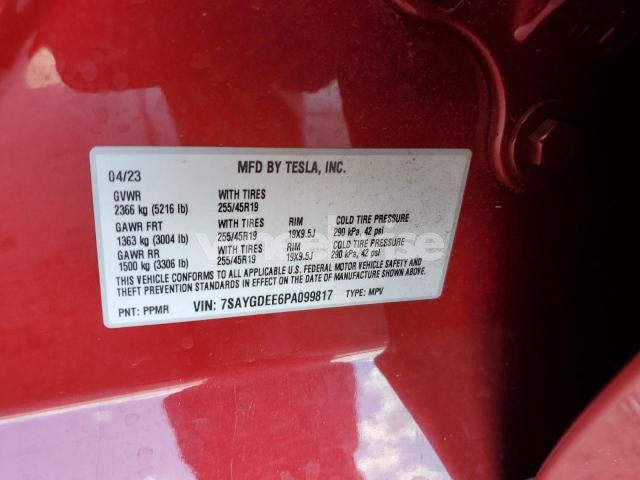 04/23 MFD BY TESLA, INC.
GVWR WITH TIRES
2366 kg (5216 lb) 255/45R19
GAWR FRT WITH TIRES RIM COLD TIRE PRESSURE
1363 kg (3004 lb) 255/45R19 19X9.5J 290 kPa, 42 psi
GAWR RR WITH TIRES RIM COLD TIRE PRESSURE
1500 kg (3306 lb) 255/45R19 19X9.5J 290 kPa, 42 psi
THIS VEHICLE CONFORMS TO ALL APPLICABLE U.S. FEDERAL MOTOR VEHICLE SAFETY AND
THEFT PREVENTION STANDARDS IN EFFECT ON THE DATE OF MANUFACTURE SHOWN ABOVE.
PNT: PPMR VIN: 7SAYGDEE6PA099817 TYPE: MPV